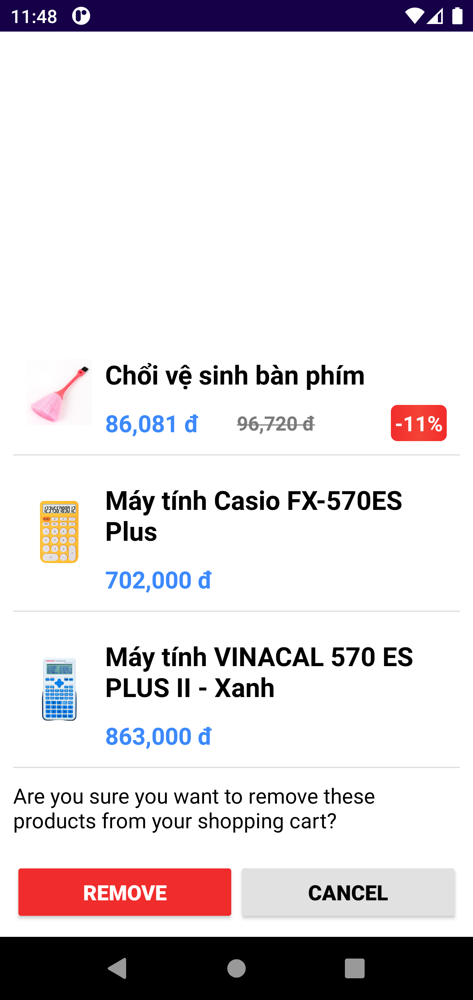 11:48
Chổi vệ sinh bàn phím
86,081 đ 96,720 đ -11%
Máy tính Casio FX-570ES
Plus
702,000 đ
Máy tính VINACAL 570 ES
PLUS II - Xanh
863,000 đ
Are you sure you want to remove these
products from your shopping cart?
REMOVE CANCEL